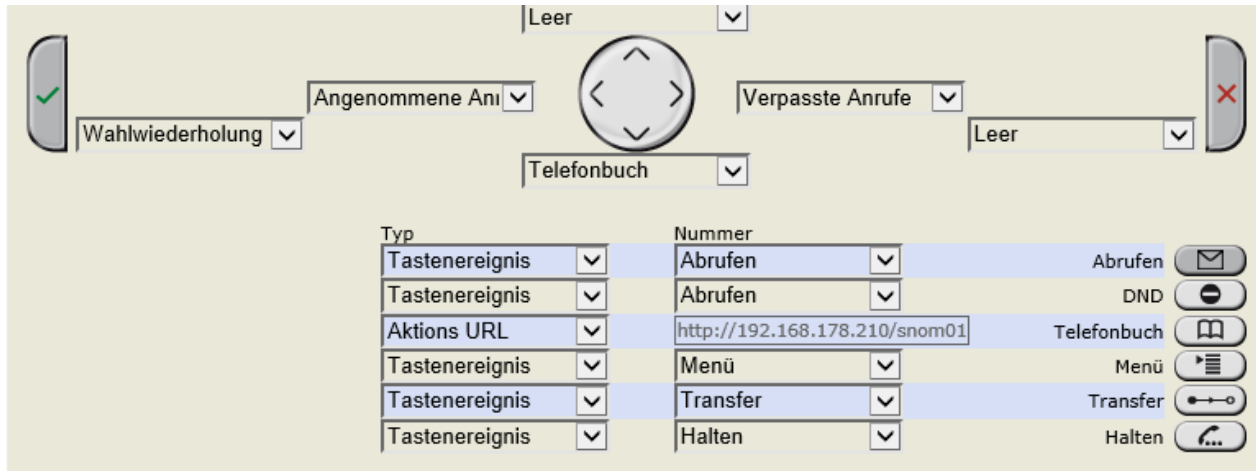 Leer
Angenommene Anı Verpasste Anrufe
Wahlwiederholung Leer
Telefonbuch
Typ Nummer
Tastenereignis Abrufen Abrufen
Tastenereignis Abrufen DND
Aktions URL http://192.168.178.210/snom01 Telefonbuch
Tastenereignis Menü Menü
Tastenereignis Transfer Transfer
Tastenereignis Halten Halten